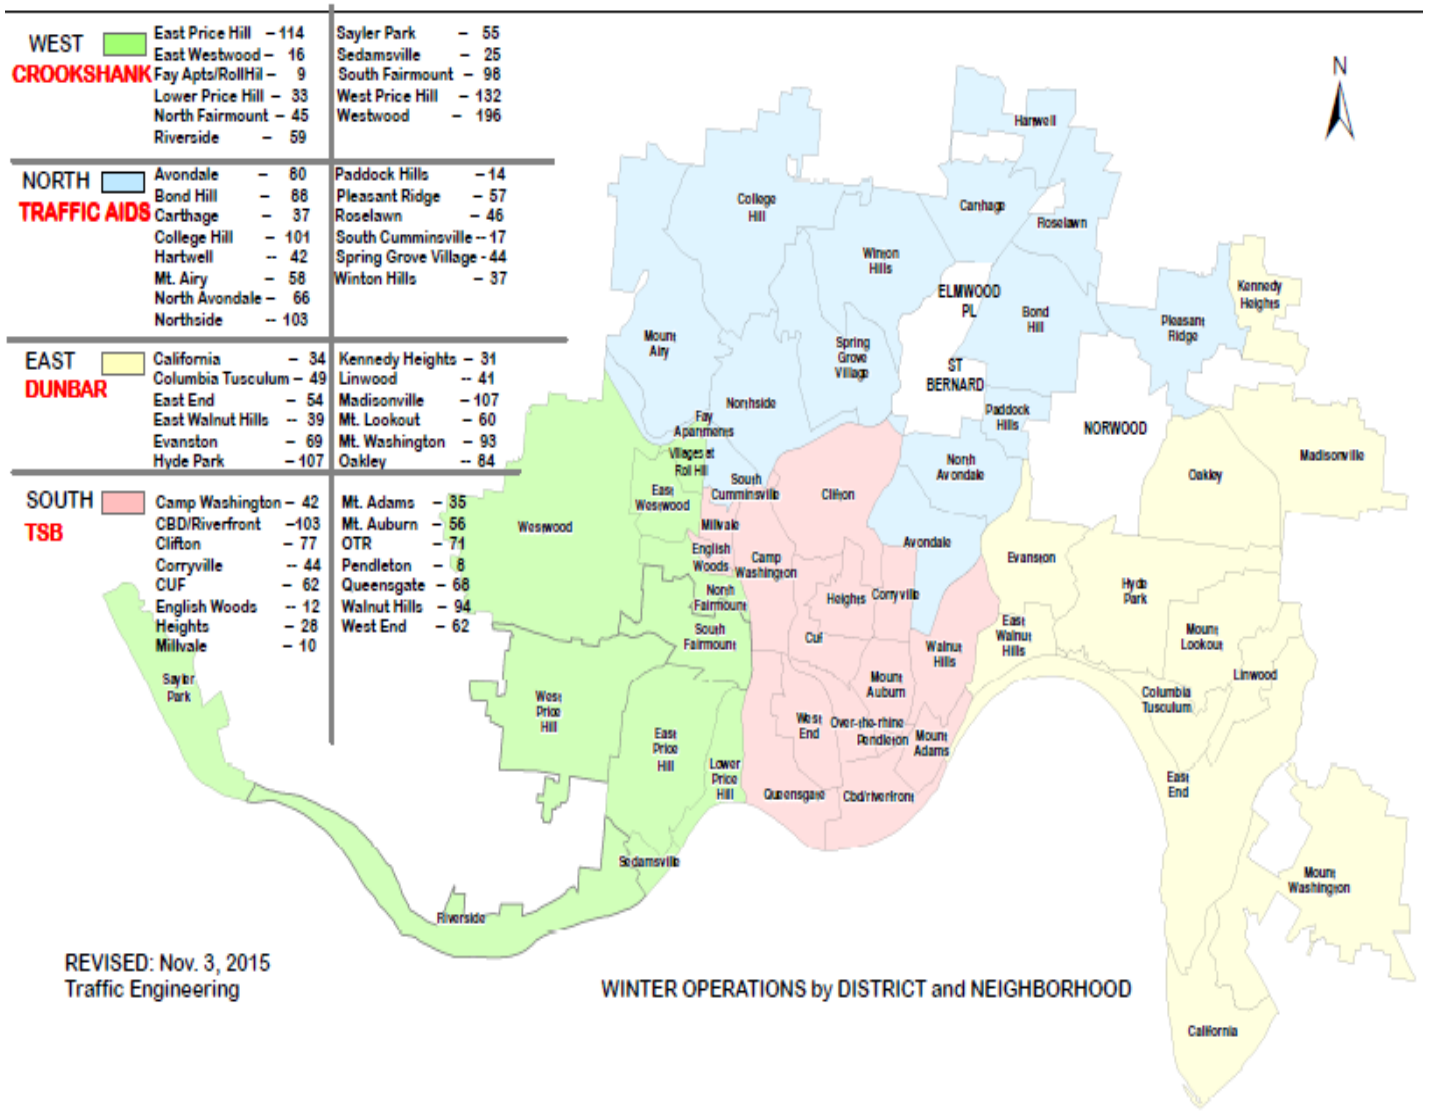 WEST
CROOKSHANK
East Price Hill – 114
East Westwood – 16
Fay Apts/RollHil – 9
Lower Price Hill – 33
North Fairmount – 45
Riverside – 59
Sayler Park – 55
Sedamsville – 25
South Fairmount – 98
West Price Hill – 132
Westwood – 196
NORTH
TRAFFIC AIDS
Avondale – 80
Bond Hill – 88
Carthage – 37
College Hill – 101
Hartwell -- 42
Mt. Airy – 58
North Avondale – 66
Northside -- 103
Paddock Hills – 14
Pleasant Ridge – 57
Roselawn – 46
South Cumminsville -- 17
Spring Grove Village - 44
Winton Hills – 37
EAST
DUNBAR
California – 34
Columbia Tusculum – 49
East End – 54
East Walnut Hills -- 39
Evanston – 69
Hyde Park – 107
Kennedy Heights – 31
Linwood -- 41
Madisonville – 107
Mt. Lookout – 60
Mt. Washington – 93
Oakley -- 84
SOUTH
TSB
Camp Washington – 42
CBD/Riverfront –103
Clifton – 77
Corryville -- 44
CUF – 62
English Woods -- 12
Heights – 28
Millvale – 10
Mt. Adams – 35
Mt. Auburn – 56
OTR – 71
Pendleton – 8
Queensgate – 68
Walnut Hills – 94
West End – 62
N
Hartwell
College
Hill
Carthage
Roselawn
Winton
Hills
Kennedy
Heights
ELMWOOD
PL
Bond
Hill
Pleasant
Ridge
Mount
Airy
Spring
Grove
Village
ST
BERNARD
Northside
Paddock
Hills
Fay
Apartments
NORWOOD
Villages at
Roll Hill
North
Avondale
Madisonville
Oakley
South
Cumminsville
Clifton
East
Westwood
Westwood
Millvale
Avondale
English
Woods
Camp
Washington
Evanston
Hyde
Park
North
Fairmount
Heights
Corryville
South
Fairmount
Cuf
Walnut
Hills
East
Walnut
Hills
Mount
Lookout
Sayler
Park
Mount
Auburn
Linwood
West
Price
Hill
Columbia
Tusculum
West
End
Over-the-rhine
Pendleton
Mount
Adams
East
Price
Hill
Lower
Price
Hill
East
End
Queensgate
Cbd/riverfront
Sedamsville
Mount
Washington
Riverside
REVISED: Nov. 3, 2015
Traffic Engineering
WINTER OPERATIONS by DISTRICT and NEIGHBORHOOD
California